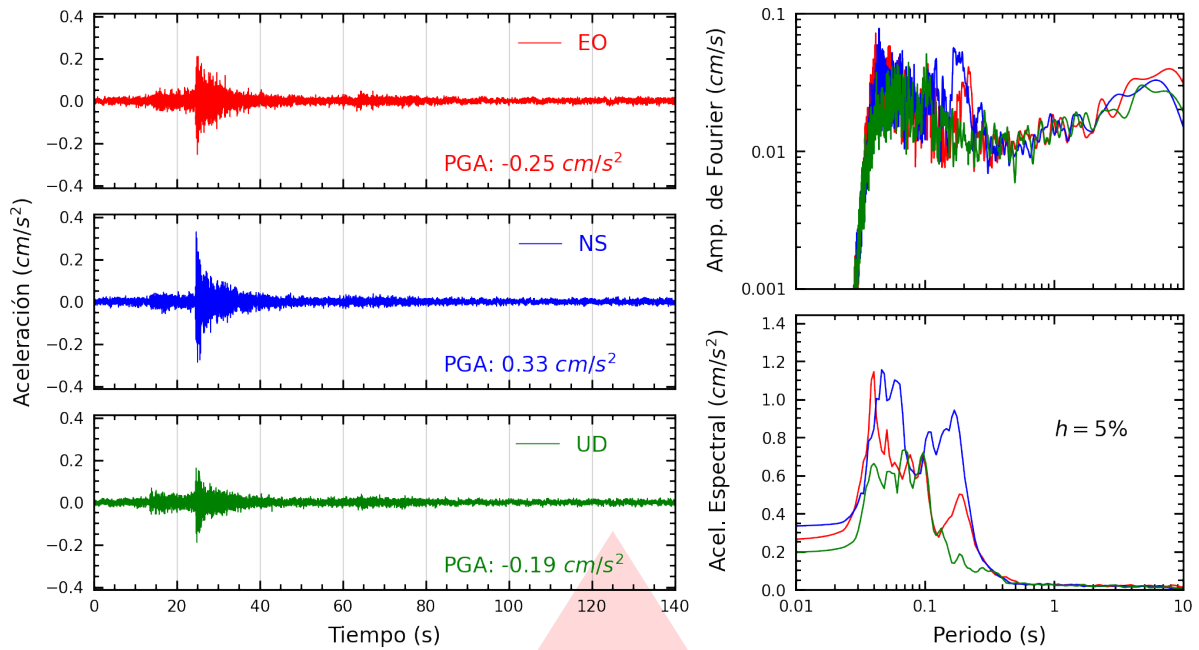 Aceleración (cm/s²)
0.4
0.2
0.0
−0.2
−0.4
EO
PGA: -0.25 cm/s²
0.4
0.2
0.0
−0.2
−0.4
NS
PGA: 0.33 cm/s²
0.4
0.2
0.0
−0.2
−0.4
UD
PGA: -0.19 cm/s²
0 20 40 60 80 100 120 140
Tiempo (s)
Amp. de Fourier (cm/s)
0.1
0.01
0.001
Acel. Espectral (cm/s²)
1.4
1.2
1.0
0.8
0.6
0.4
0.2
0.0
h = 5%
0.01 0.1 1 10
Periodo (s)